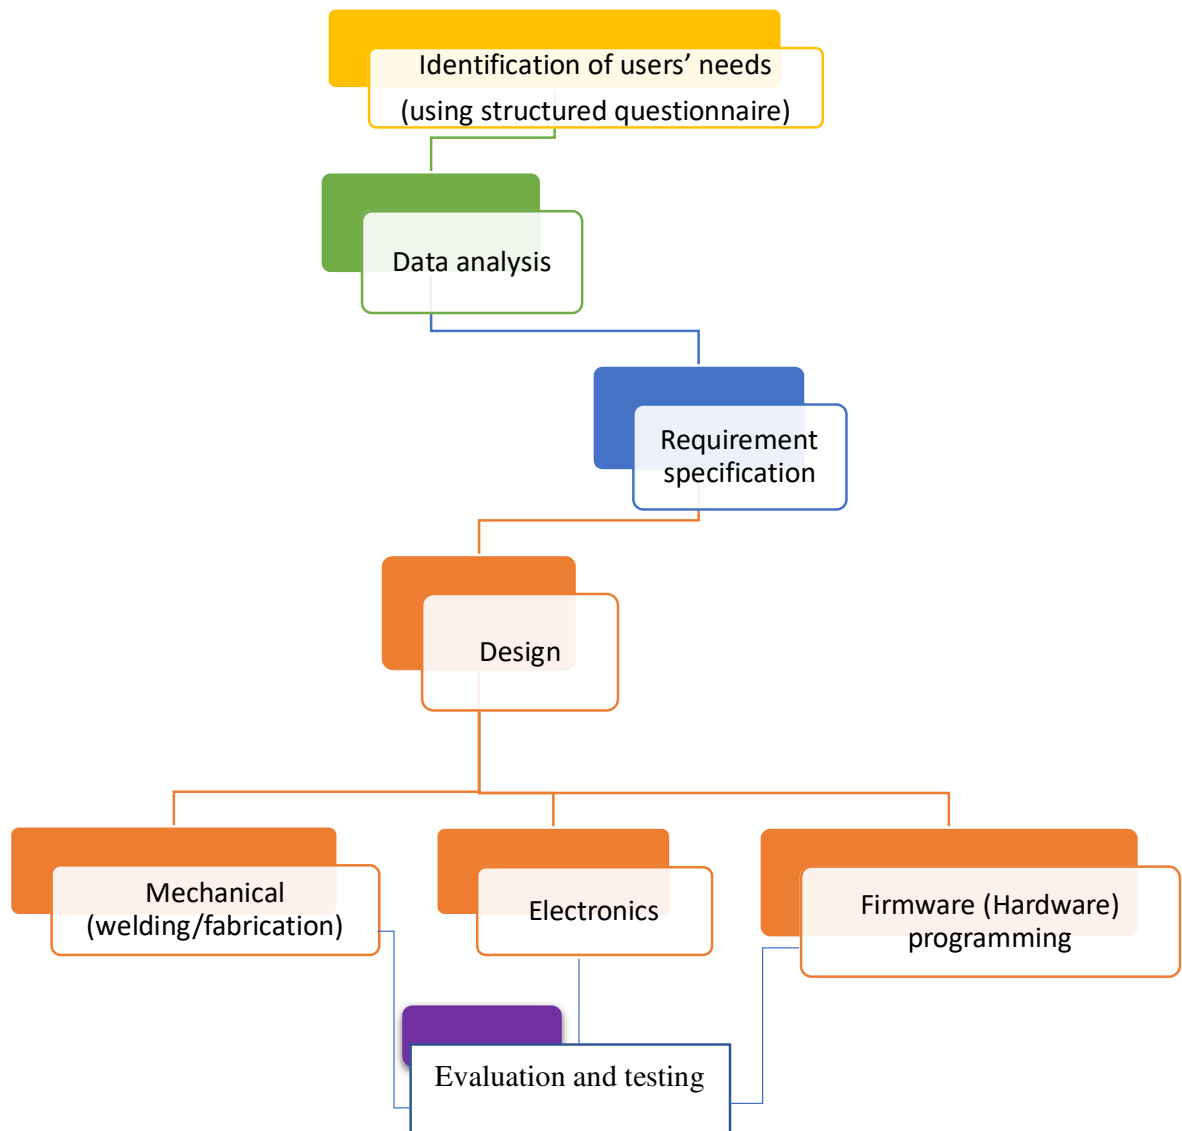 Identification of users’ needs
(using structured questionnaire)
Data analysis
Requirement
specification
Design
Mechanical
(welding/fabrication)
Electronics
Firmware (Hardware)
programming
Evaluation and testing